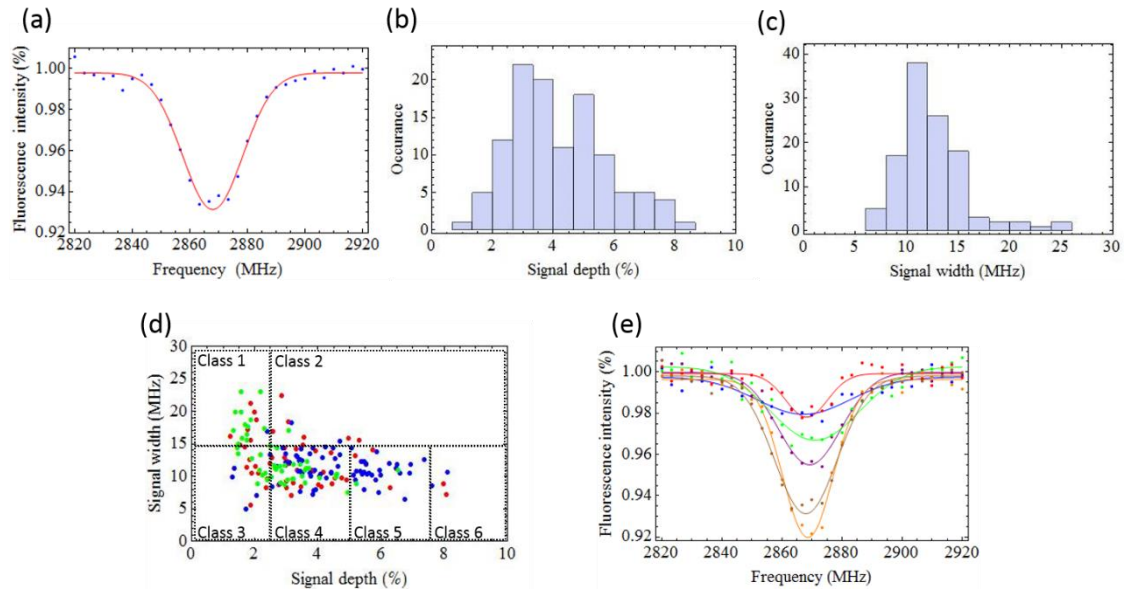 (a)
Fluorescence intensity (%)
1.00
0.98
0.96
0.94
0.92
2820 2840 2860 2880 2900 2920
Frequency (MHz)
(b)
Occurance
20
15
10
5
0
0 2 4 6 8 10
Signal depth (%)
(c)
Occurance
40
30
20
10
0
0 5 10 15 20 25 30
Signal width (MHz)
(d)
Signal width (MHz)
30
25
20
15
10
5
0
Class 1 Class 2
Class 3 Class 4 Class 5 Class 6
0 2 4 6 8 10
Signal depth (%)
(e)
Fluorescence intensity (%)
1.00
0.98
0.96
0.94
0.92
2820 2840 2860 2880 2900 2920
Frequency (MHz)